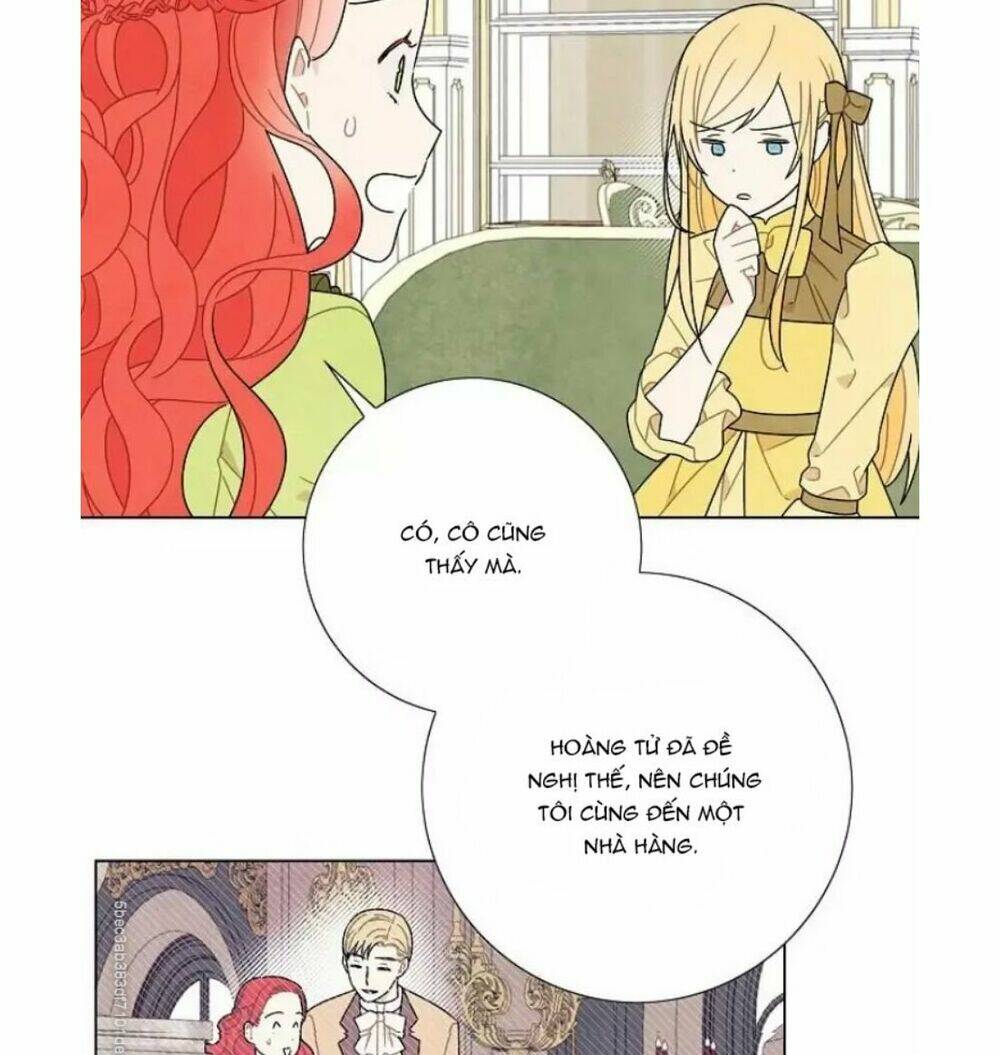 CÓ, CÔ CŨNG
THẤY MÀ.
HOÀNG TỬ ĐÃ ĐỀ
NGHỊ THẾ, NÊN CHÚNG
TÔI CÙNG ĐẾN MỘT
NHÀ HÀNG.